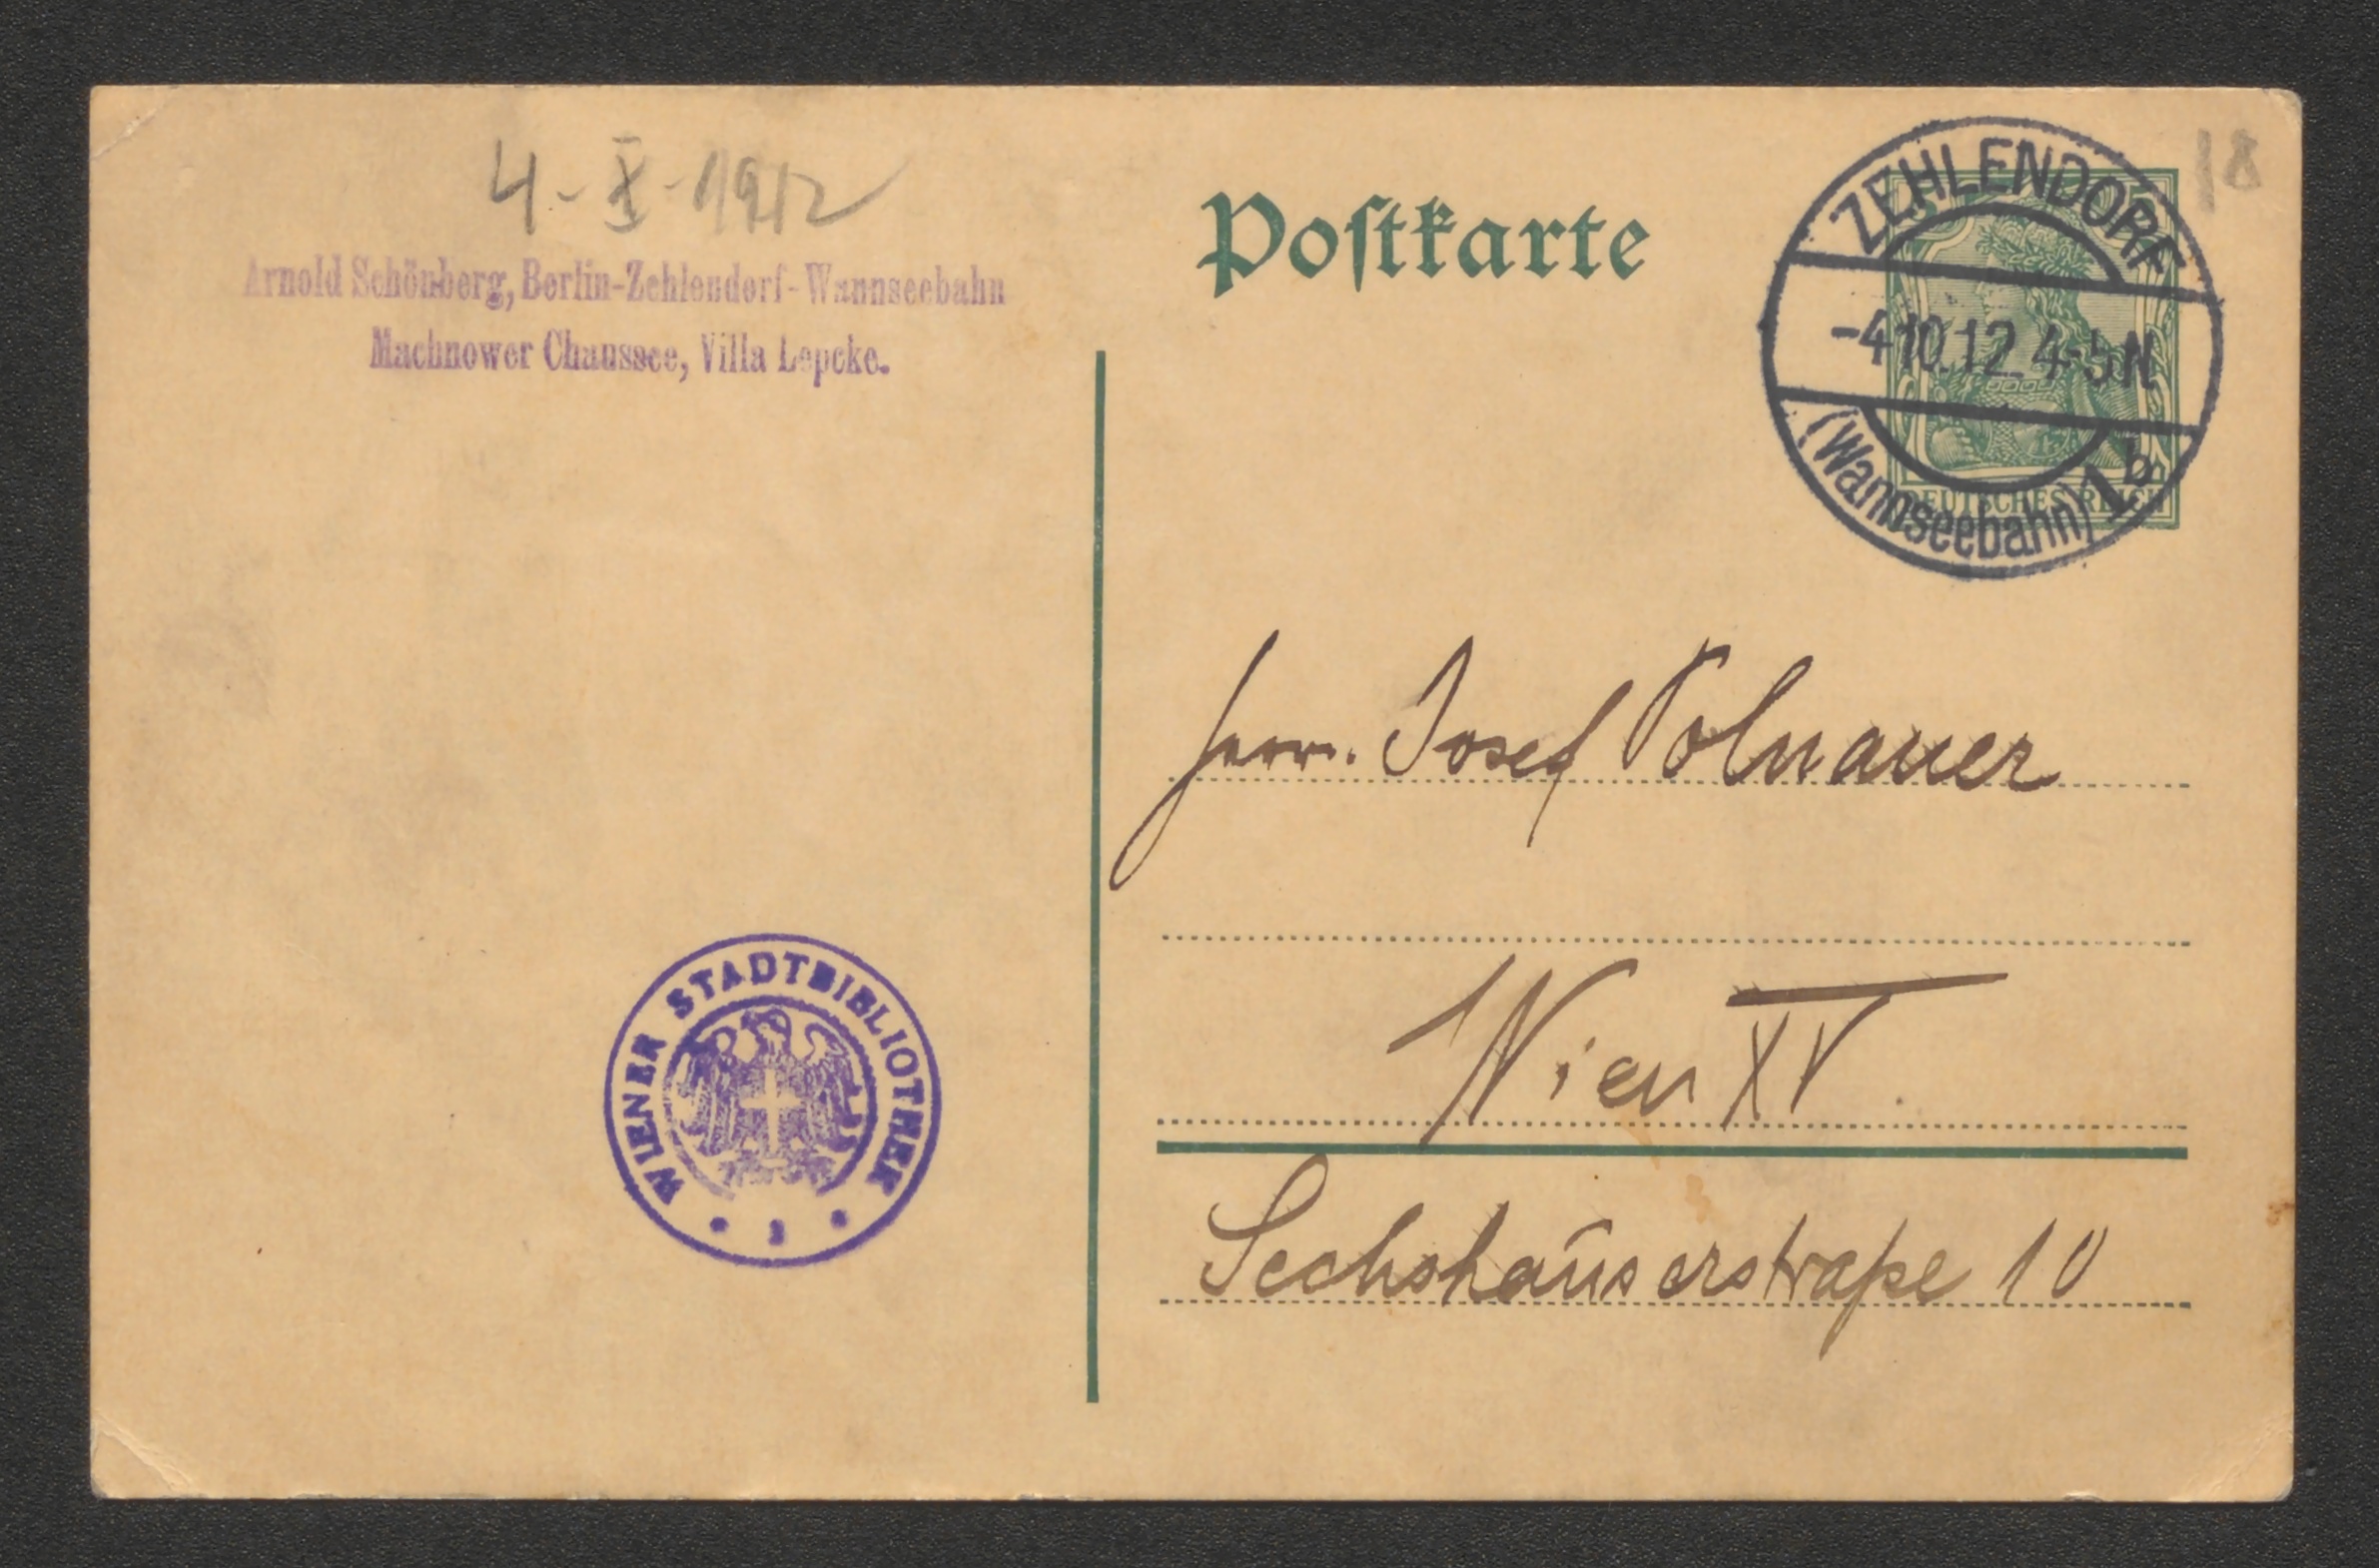 4-X-1912
18
Arnold Schönberg, Berlin-Zehlendorf-Wannseebahn
Machnower Chaussee, Villa Lepcke.
Postkarte
ZEHLENDORF
-4.10.12. 4-5N
(Wannseebahn) 1b
DEUTSCHES REICH
Herrn. Josef Polnauer
Wien XV.
Sechshauserstraße 10
WIENER STADTBIBLIOTHEK